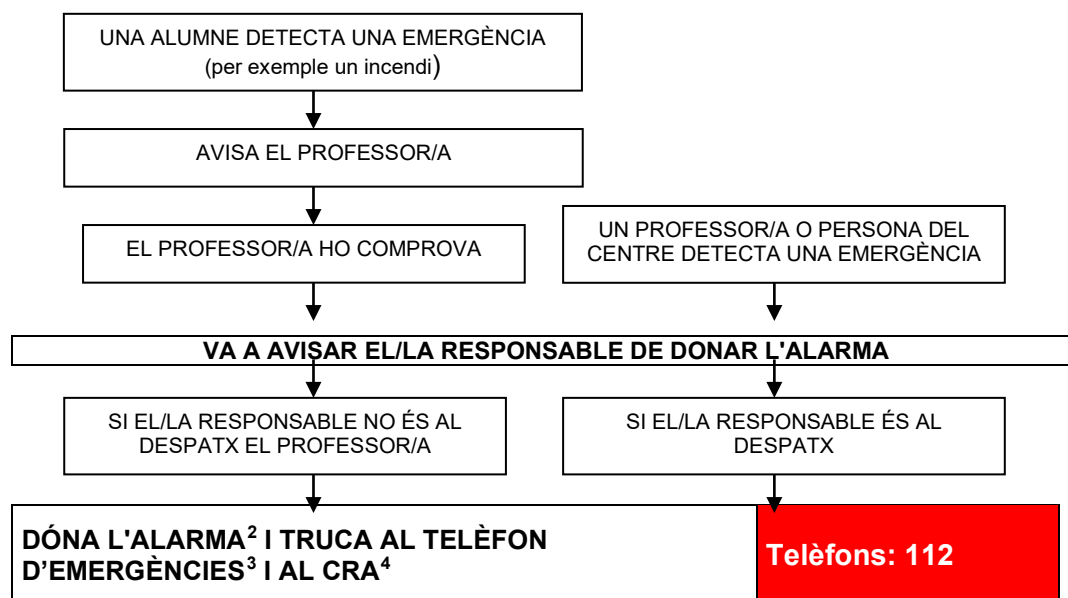 UNA ALUMNE DETECTA UNA EMERGÈNCIA
(per exemple un incendi)
AVISA EL PROFESSOR/A
EL PROFESSOR/A HO COMPROVA
UN PROFESSOR/A O PERSONA DEL
CENTRE DETECTA UNA EMERGÈNCIA
VA A AVISAR EL/LA RESPONSABLE DE DONAR L'ALARMA
SI EL/LA RESPONSABLE NO ÉS AL
DESPATX EL PROFESSOR/A
SI EL/LA RESPONSABLE ÉS AL
DESPATX
DÓNA L'ALARMA² I TRUCA AL TELÈFON
D’EMERGÈNCIES³ I AL CRA⁴
Telèfons: 112